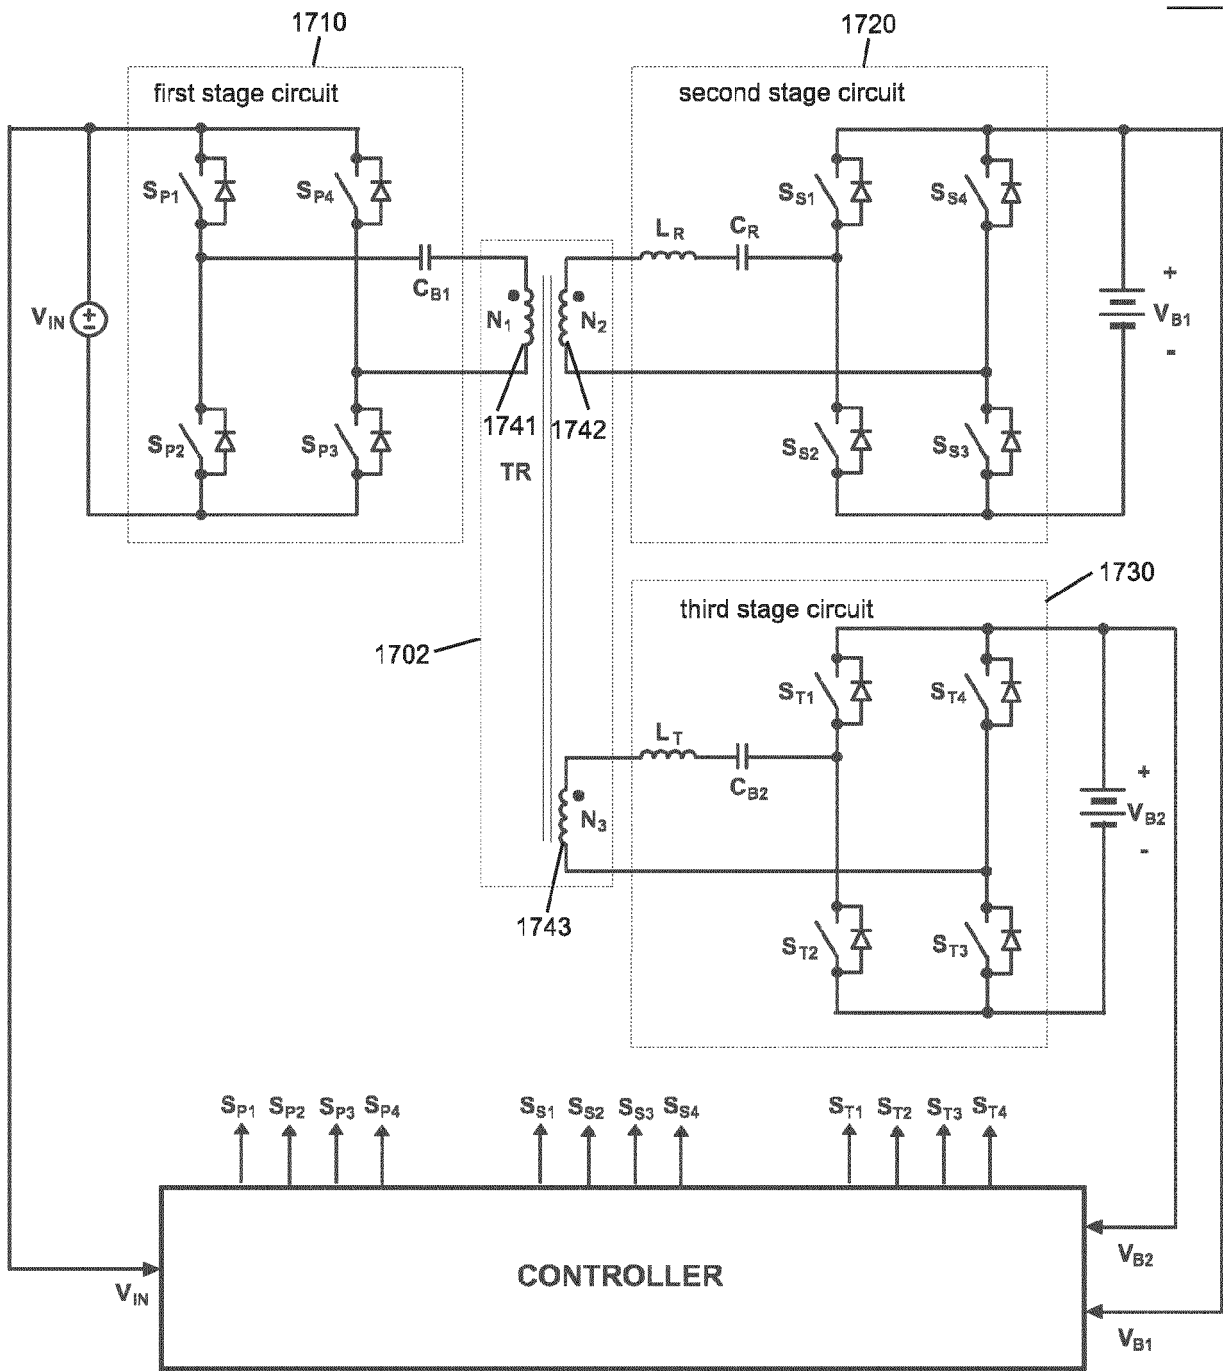 1710
1720
first stage circuit
second stage circuit
SP1
SP4
SS1
SS4
LR
CR
CB1
VIN
+
VB1
-
N1
N2
1741
1742
SP2
SP3
SS2
SS3
TR
1730
third stage circuit
1702
ST1
ST4
LT
CB2
+
VB2
-
N3
1743
ST2
ST3
SP1 SP2 SP3 SP4 SS1 SS2 SS3 SS4 ST1 ST2 ST3 ST4
VB2
CONTROLLER
VIN
VB1